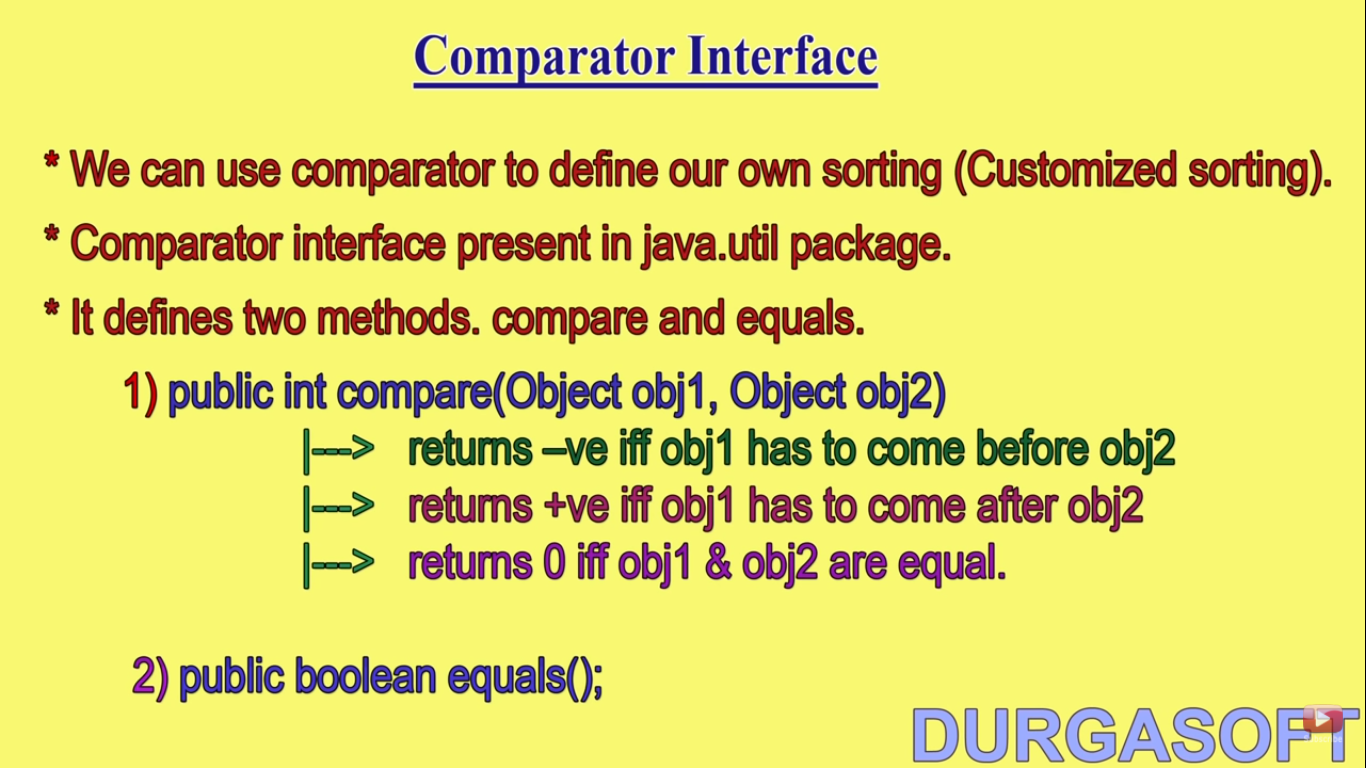 Comparator Interface
* We can use comparator to define our own sorting (Customized sorting).
* Comparator interface present in java.util package.
* It defines two methods. compare and equals.
1) public int compare(Object obj1, Object obj2)
|---> returns –ve iff obj1 has to come before obj2
|---> returns +ve iff obj1 has to come after obj2
|---> returns 0 iff obj1 & obj2 are equal.
2) public boolean equals();
DURGASOFT